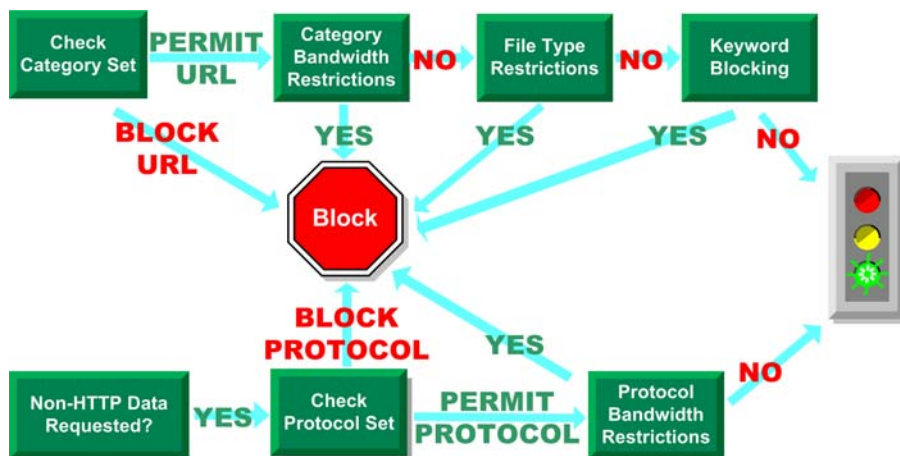 Check
Category Set
PERMIT
URL
Category
Bandwidth
Restrictions
NO
File Type
Restrictions
NO
Keyword
Blocking
BLOCK
URL
YES
YES
YES
NO
Block
BLOCK
PROTOCOL
YES
Non-HTTP Data
Requested?
YES
Check
Protocol Set
PERMIT
PROTOCOL
Protocol
Bandwidth
Restrictions
NO